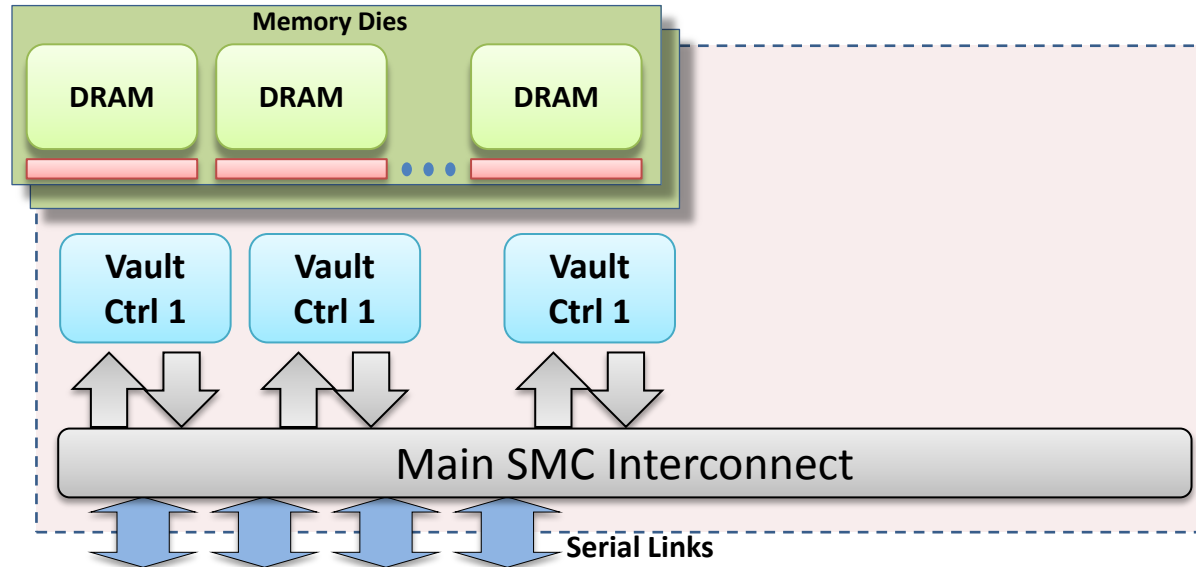 Memory Dies
DRAM
DRAM
DRAM
Vault
Ctrl 1
Vault
Ctrl 1
Vault
Ctrl 1
Main SMC Interconnect
Serial Links